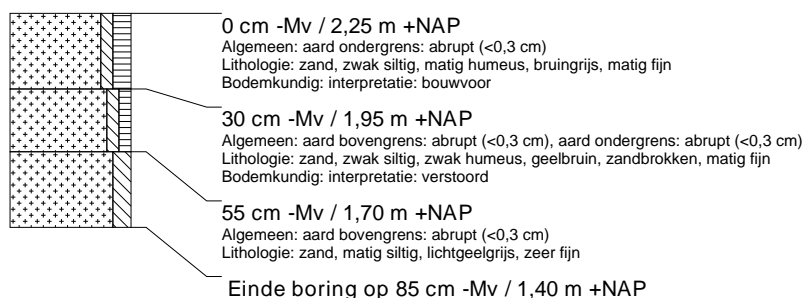 0 cm -Mv / 2,25 m +NAP
Algemeen: aard ondergrens: abrupt (<0,3 cm)
Lithologie: zand, zwak siltig, matig humeus, bruingrijs, matig fijn
Bodemkundig: interpretatie: bouwvoor
30 cm -Mv / 1,95 m +NAP
Algemeen: aard bovengrens: abrupt (<0,3 cm), aard ondergrens: abrupt (<0,3 cm)
Lithologie: zand, zwak siltig, zwak humeus, geelbruin, zandbrokken, matig fijn
Bodemkundig: interpretatie: verstoord
55 cm -Mv / 1,70 m +NAP
Algemeen: aard bovengrens: abrupt (<0,3 cm)
Lithologie: zand, matig siltig, lichtgeelgrijs, zeer fijn
Einde boring op 85 cm -Mv / 1,40 m +NAP